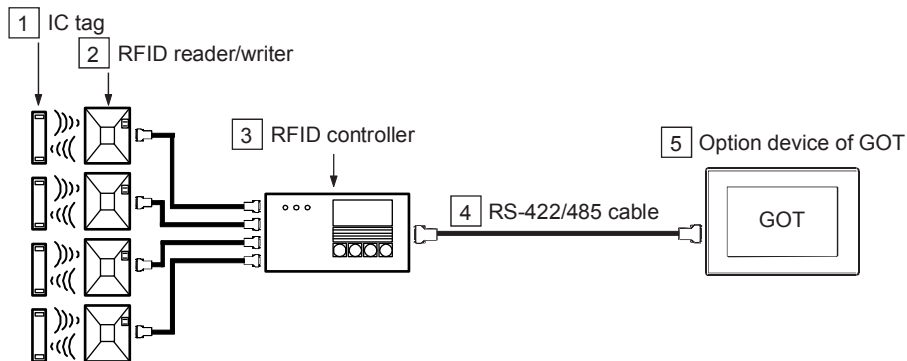 1 IC tag
2 RFID reader/writer
3 RFID controller
5 Option device of GOT
4 RS-422/485 cable
GOT